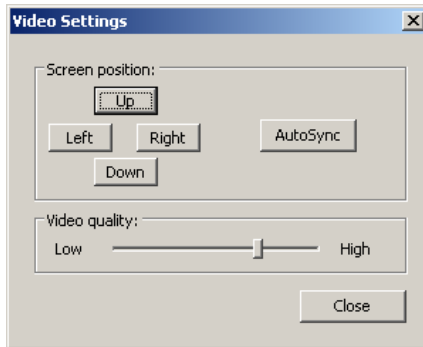 Video Settings
Screen position:
Up
Left Right AutoSync
Down
Video quality:
Low High
Close